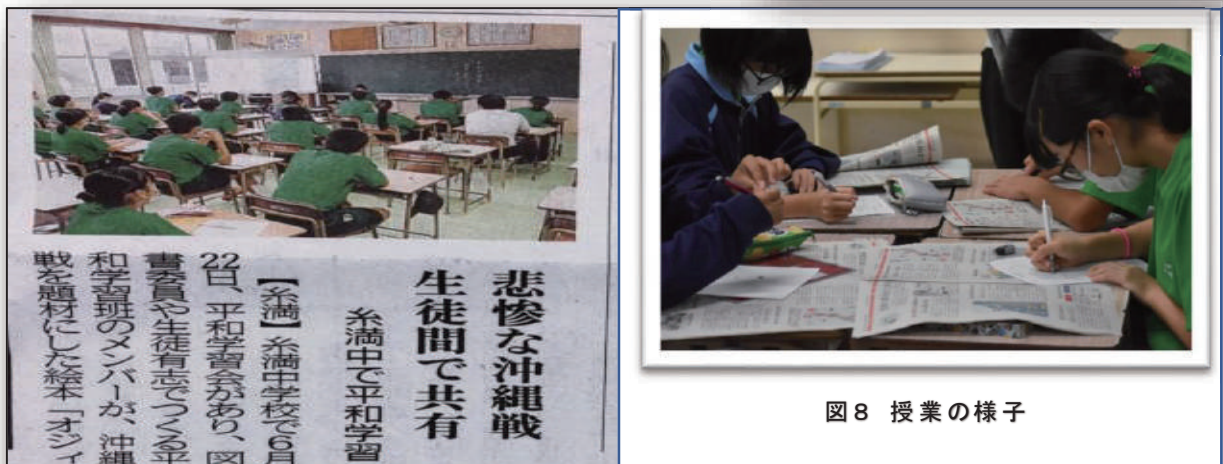 悲惨な沖縄戦
生徒間で共有
糸満中で平和学習
【糸満】糸満中学校で6月
22日、平和学習会があり、図
書委員や生徒有志でつくる平
和学習班のメンバーが、沖縄
戦を題材にした絵本「オジィ
図8 授業の様子